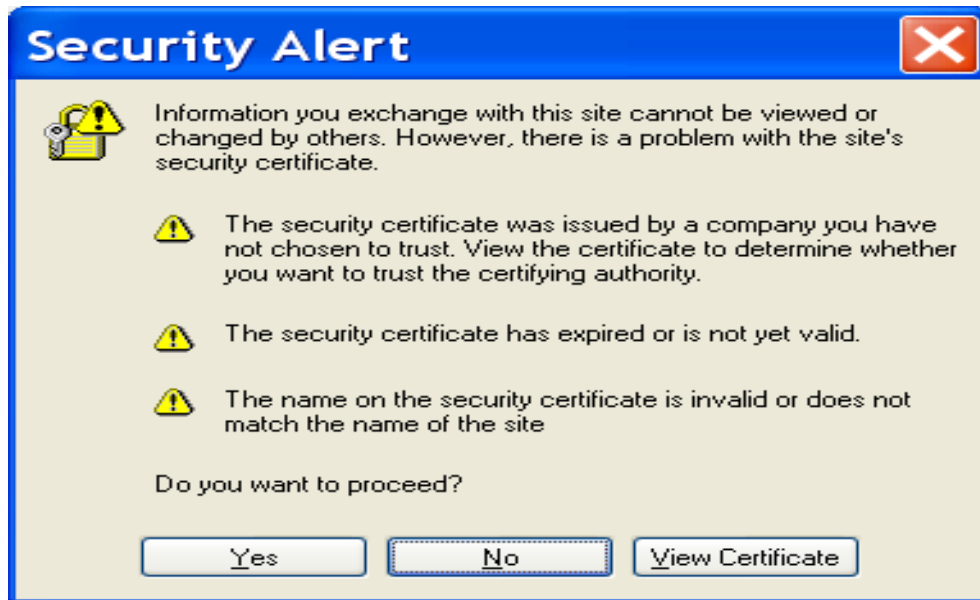 Security Alert
Information you exchange with this site cannot be viewed or
changed by others. However, there is a problem with the site's
security certificate.
The security certificate was issued by a company you have
not chosen to trust. View the certificate to determine whether
you want to trust the certifying authority.
The security certificate has expired or is not yet valid.
The name on the security certificate is invalid or does not
match the name of the site
Do you want to proceed?
Yes No View Certificate